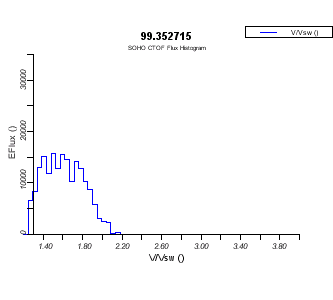 99.352715
SOHO CTOF Flux Histogram
V/Vsw ()
EFlux ()
30000
20000
10000
0
1.40 1.80 2.20 2.60 3.00 3.40 3.80
V/Vsw ()